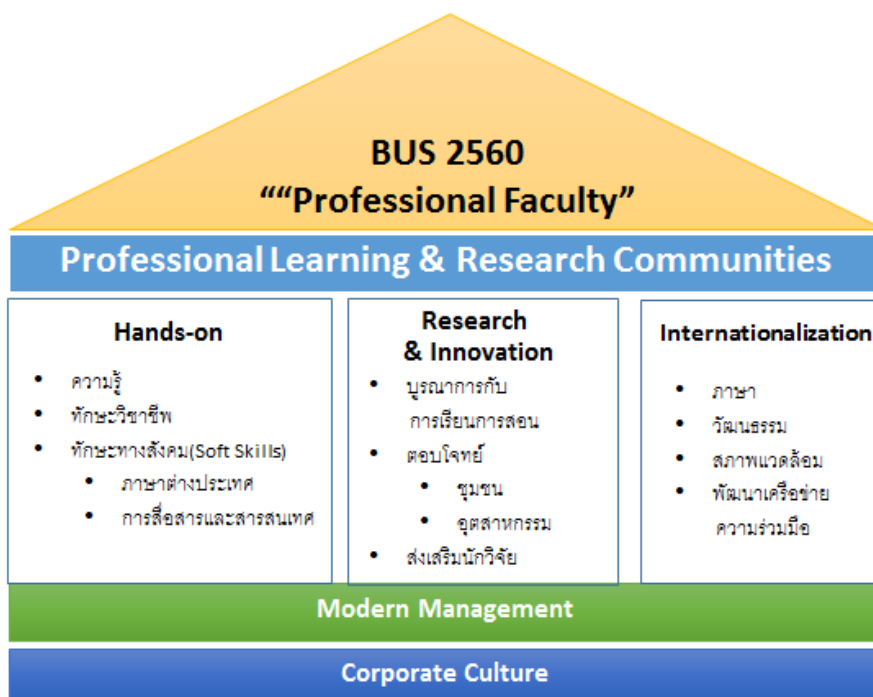 BUS 2560
““Professional Faculty”
Professional Learning & Research Communities
Hands-on
• ความรู้
• ทักษะวิชาชีพ
• ทักษะทางสังคม(Soft Skills)
• ภาษาต่างประเทศ
• การสื่อสารและสารสนเทศ
Research
& Innovation
• บูรณาการกับ
การเรียนการสอน
• ตอบโจทย์
• ชุมชน
• อุตสาหกรรม
• ส่งเสริมนักวิจัย
Internationalization
• ภาษา
• วัฒนธรรม
• สภาพแวดล้อม
• พัฒนาเครือข่าย
ความร่วมมือ
Modern Management
Corporate Culture